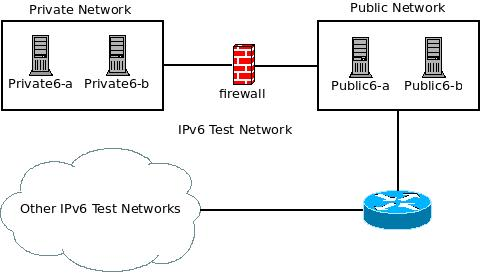 Private Network
Public Network
Private6-a Private6-b
firewall
Public6-a Public6-b
IPv6 Test Network
Other IPv6 Test Networks